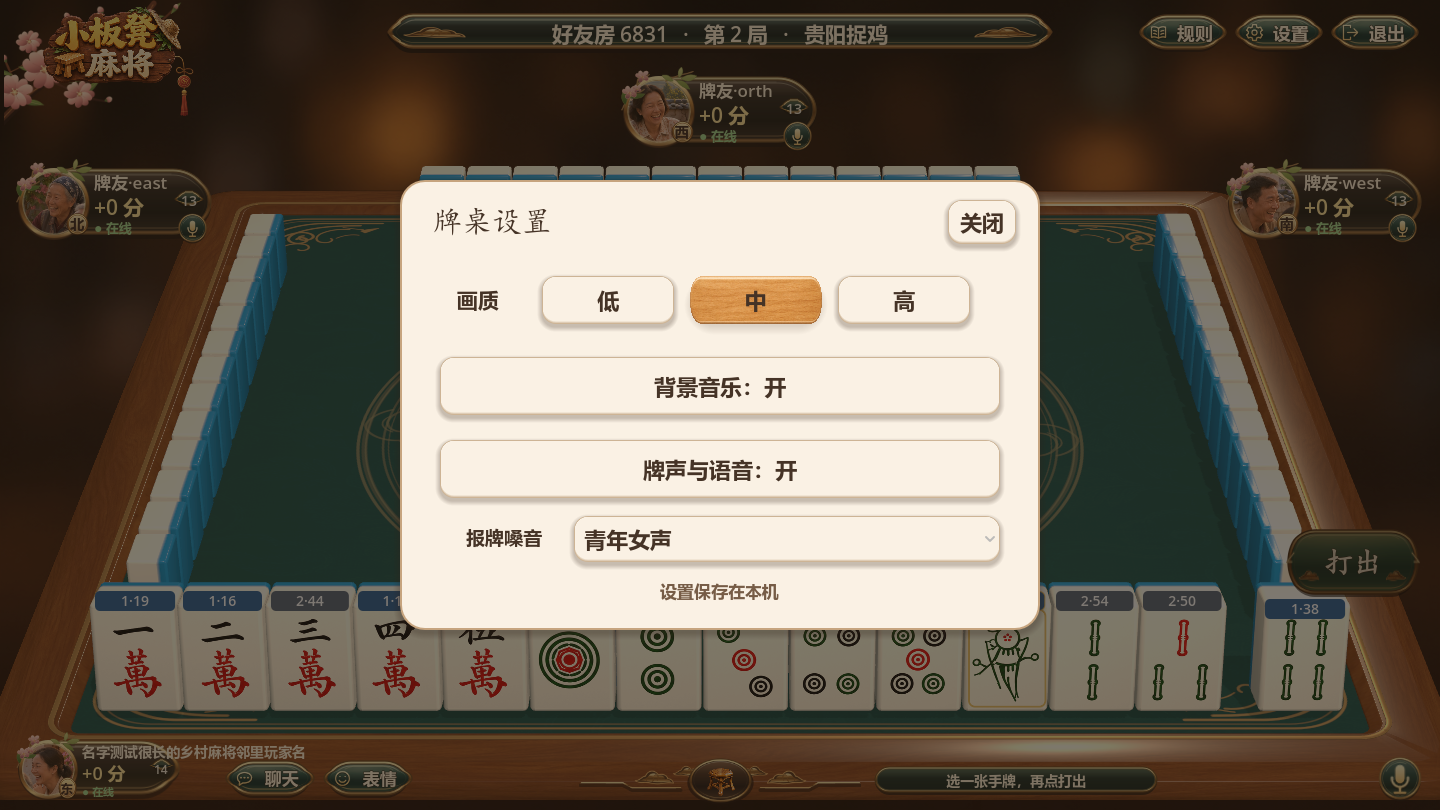 小板凳
麻将
好友房 6831 · 第 2 局 · 贵阳捉鸡
规则
设置
退出
牌友·orth
+0 分
13
西
在线
牌友·east
+0 分
13
北
在线
牌友·west
+0 分
13
南
在线
牌桌设置
关闭
画质
低
中
高
背景音乐：开
牌声与语音：开
报牌嗓音
青年女声
设置保存在本机
打出
1·19
1·16
2·44
2·54
2·50
1·38
一
二
三
四
伍
萬
萬
萬
萬
萬
名字测试很长的乡村麻将邻里玩家名
+0 分
14
东
在线
聊天
表情
选一张手牌，再点打出